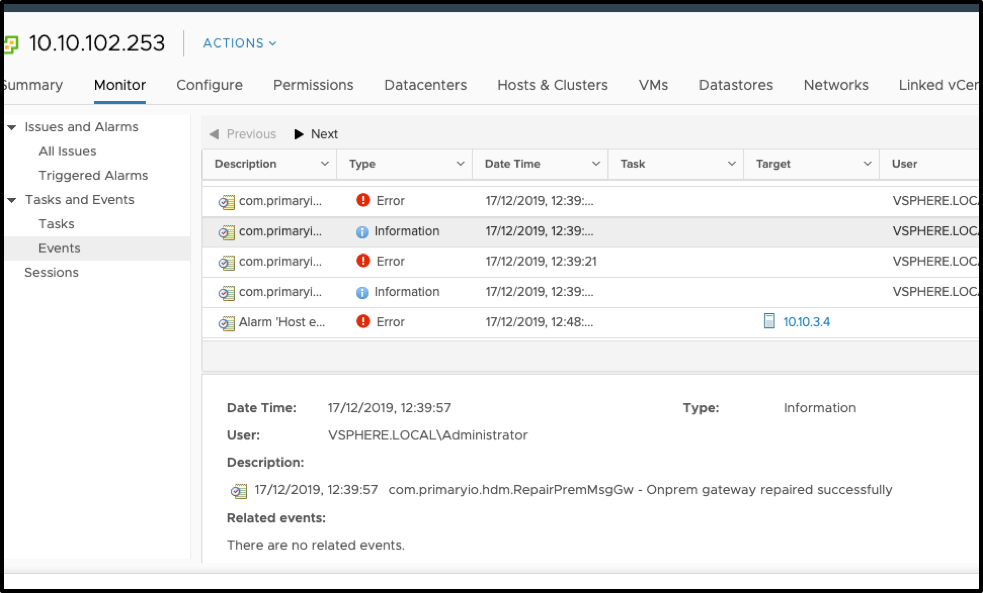 10.10.102.253 ACTIONS
Summary Monitor Configure Permissions Datacenters Hosts & Clusters VMs Datastores Networks Linked vCen
Issues and Alarms
All Issues
Triggered Alarms
Tasks and Events
Tasks
Events
Sessions
Previous Next
Description Type Date Time Task Target User
com.primaryi... Error 17/12/2019, 12:39:... VSPHERE.LOCA
com.primaryi... Information 17/12/2019, 12:39:... VSPHERE.LOCA
com.primaryi... Error 17/12/2019, 12:39:21 VSPHERE.LOCA
com.primaryi... Information 17/12/2019, 12:39:... VSPHERE.LOCA
Alarm 'Host e... Error 17/12/2019, 12:48:... 10.10.3.4
Date Time: 17/12/2019, 12:39:57 Type: Information
User: VSPHERE.LOCAL\Administrator
Description:
17/12/2019, 12:39:57 com.primaryio.hdm.RepairPremMsgGw - Onprem gateway repaired successfully
Related events:
There are no related events.